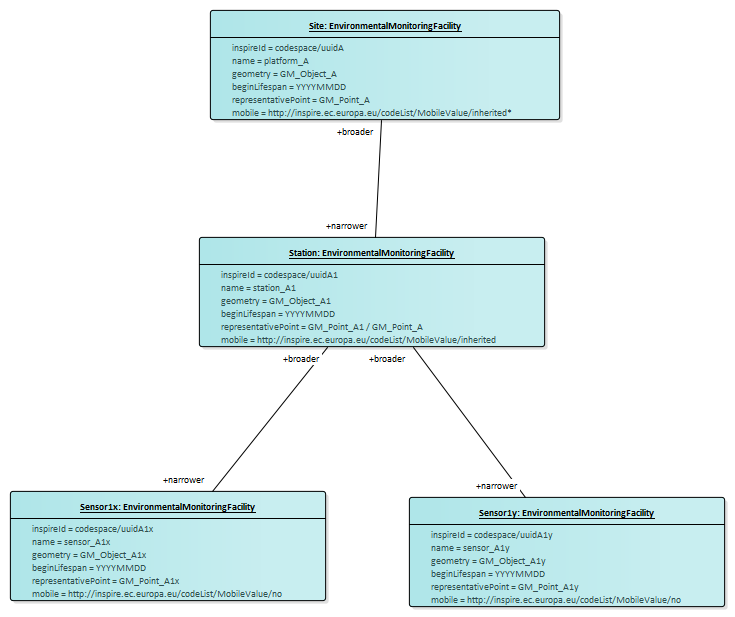 Site: EnvironmentalMonitoringFacility
inspireId = codespace/uuidA
name = platform_A
geometry = GM_Object_A
beginLifespan = YYYYMMDD
representativePoint = GM_Point_A
mobile = http://inspire.ec.europa.eu/codeList/MobileValue/inherited*
+broader
+narrower
Station: EnvironmentalMonitoringFacility
inspireId = codespace/uuidA1
name = station_A1
geometry = GM_Object_A1
beginLifespan = YYYYMMDD
representativePoint = GM_Point_A1 / GM_Point_A
mobile = http://inspire.ec.europa.eu/codeList/MobileValue/inherited
+broader +broader
+narrower
+narrower
Sensor1x: EnvironmentalMonitoringFacility
inspireId = codespace/uuidA1x
name = sensor_A1x
geometry = GM_Object_A1x
beginLifespan = YYYYMMDD
representativePoint = GM_Point_A1x
mobile = http://inspire.ec.europa.eu/codeList/MobileValue/no
Sensor1y: EnvironmentalMonitoringFacility
inspireId = codespace/uuidA1y
name = sensor_A1y
geometry = GM_Object_A1y
beginLifespan = YYYYMMDD
representativePoint = GM_Point_A1y
mobile = http://inspire.ec.europa.eu/codeList/MobileValue/no